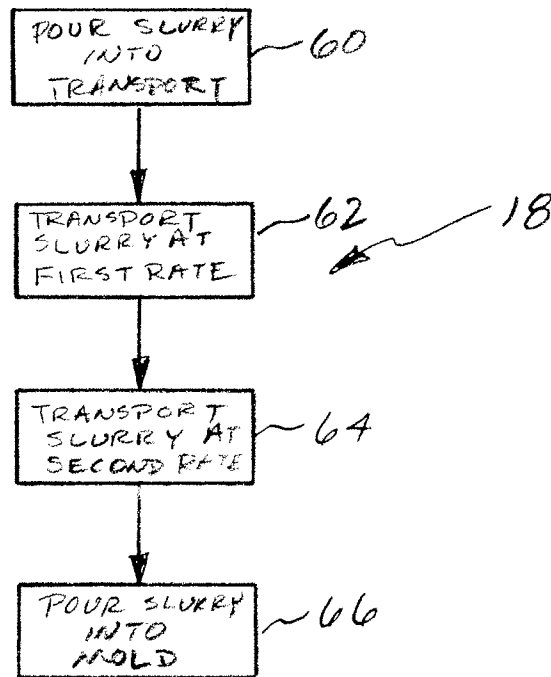 POUR SLURRY
INTO
TRANSPORT
60
TRANSPORT
SLURRY AT
FIRST RATE
62
18
TRANSPORT
SLURRY AT
SECOND RATE
64
POUR SLURRY
INTO
MOLD
66